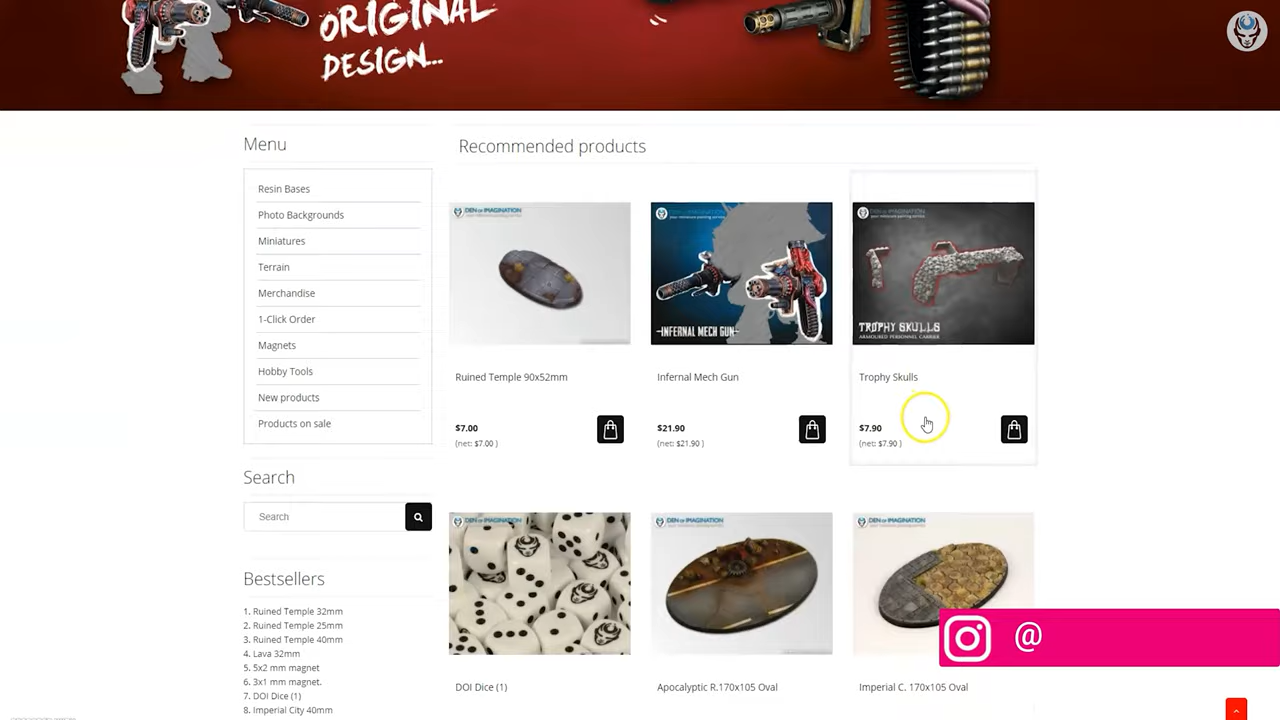 ORIGINAL
DESIGN...
Menu
Resin Bases
Photo Backgrounds
Miniatures
Terrain
Merchandise
1-Click Order
Magnets
Hobby Tools
New products
Products on sale
Search
Search
Bestsellers
1. Ruined Temple 32mm
2. Ruined Temple 25mm
3. Ruined Temple 40mm
4. Lava 32mm
5. 5x2 mm magnet
6. 3x1 mm magnet.
7. DOI Dice (1)
8. Imperial City 40mm
Recommended products
DEN OF IMAGINATION
Ruined Temple 90x52mm
$7.00
(net: $7.00 )
DEN OF IMAGINATION
-INFERNAL MECH GUN-
Infernal Mech Gun
$21.90
(net: $21.90 )
DEN OF IMAGINATION
TROPHY SKULLS
ARMOURED PERSONNEL CARRIER
Trophy Skulls
$7.90
(net: $7.90 )
DEN OF IMAGINATION
DOI Dice (1)
DEN OF IMAGINATION
Apocalyptic R.170x105 Oval
DEN OF IMAGINATION
Imperial C. 170x105 Oval
@